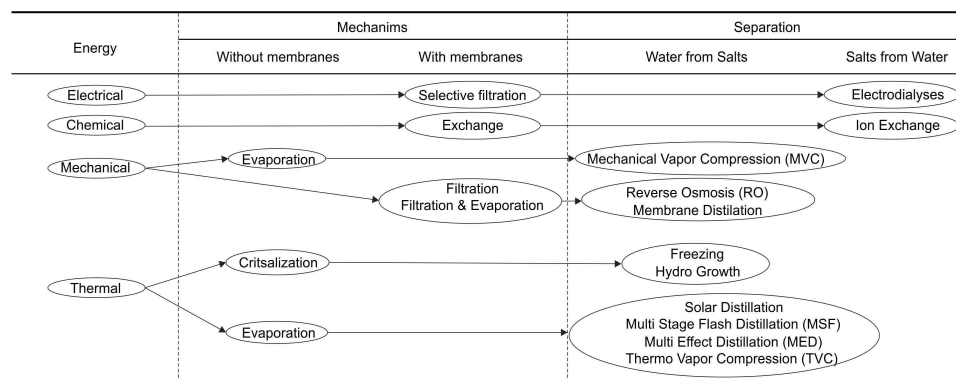 Energy
Mechanims
Separation
Without membranes
With membranes
Water from Salts
Salts from Water
Electrical
Selective filtration
Electrodialyses
Chemical
Exchange
Ion Exchange
Mechanical
Evaporation
Mechanical Vapor Compression (MVC)
Filtration
Filtration & Evaporation
Reverse Osmosis (RO)
Membrane Distilation
Thermal
Critsalization
Freezing
Hydro Growth
Evaporation
Solar Distillation
Multi Stage Flash Distillation (MSF)
Multi Effect Distillation (MED)
Thermo Vapor Compression (TVC)